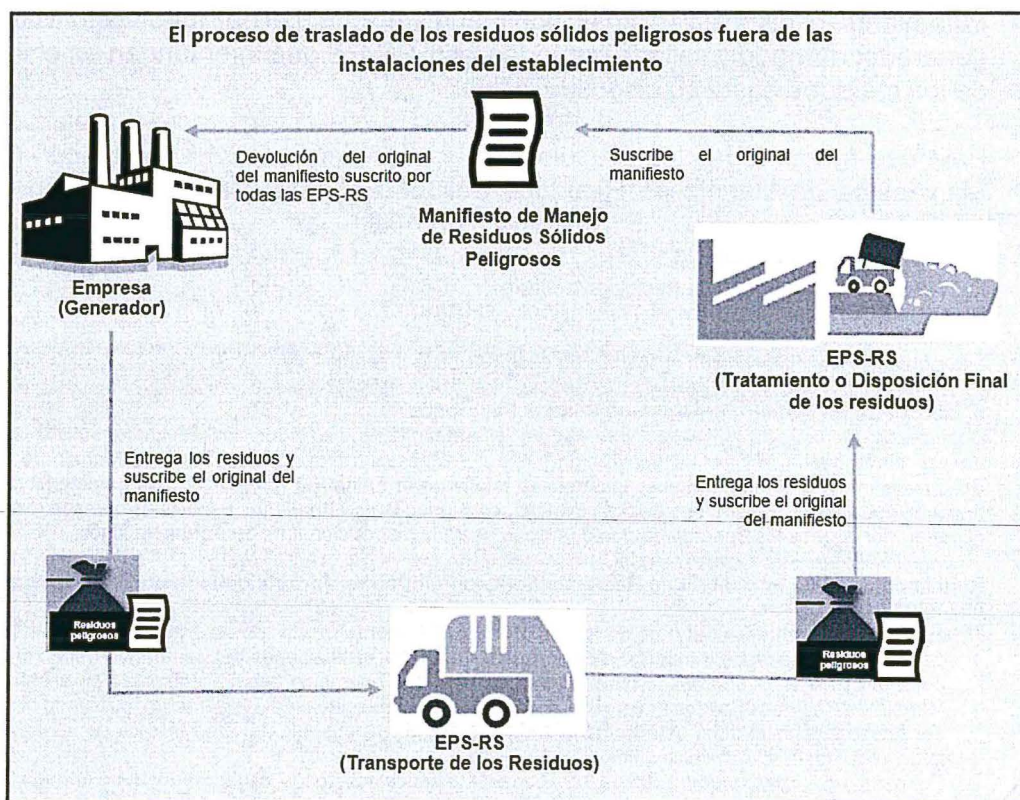 El proceso de traslado de los residuos sólidos peligrosos fuera de las
instalaciones del establecimiento
Devolución del original
del manifiesto suscrito por
todas las EPS-RS
Suscribe el original del
manifiesto
Manifiesto de Manejo
de Residuos Sólidos
Peligrosos
Empresa
(Generador)
EPS-RS
(Tratamiento o Disposición Final
de los residuos)
Entrega los residuos y
suscribe el original del
manifiesto
Entrega los residuos
y suscribe el original
del manifiesto
Residuos
peligrosos
Residuos
peligrosos
EPS-RS
(Transporte de los Residuos)